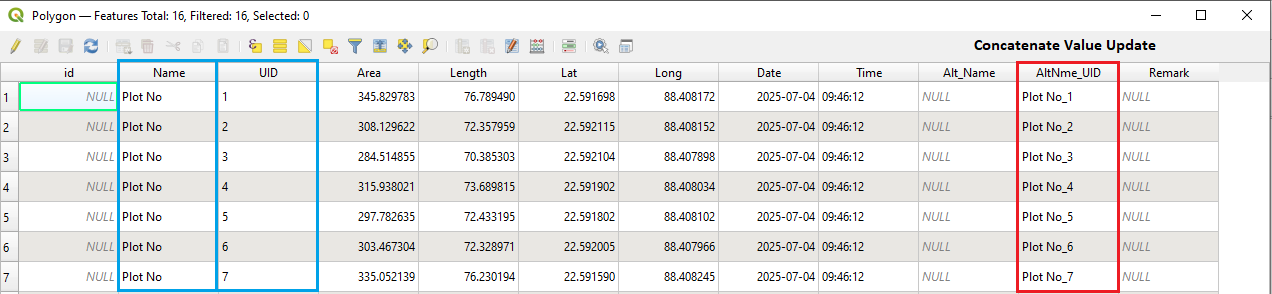 Polygon — Features Total: 16, Filtered: 16, Selected: 0
Concatenate Value Update
id Name UID Area Length Lat Long Date Time Alt_Name AltNme_UID Remark
1 NULL Plot No 1 345.829783 76.789490 22.591698 88.408172 2025-07-04 09:46:12 NULL Plot No_1 NULL
2 NULL Plot No 2 308.129622 72.357959 22.592115 88.408152 2025-07-04 09:46:12 NULL Plot No_2 NULL
3 NULL Plot No 3 284.514855 70.385303 22.592104 88.407898 2025-07-04 09:46:12 NULL Plot No_3 NULL
4 NULL Plot No 4 315.938021 73.689815 22.591902 88.408034 2025-07-04 09:46:12 NULL Plot No_4 NULL
5 NULL Plot No 5 297.782635 72.433195 22.591802 88.408102 2025-07-04 09:46:12 NULL Plot No_5 NULL
6 NULL Plot No 6 303.467304 72.328971 22.592005 88.407966 2025-07-04 09:46:12 NULL Plot No_6 NULL
7 NULL Plot No 7 335.052139 76.230194 22.591590 88.408245 2025-07-04 09:46:12 NULL Plot No_7 NULL